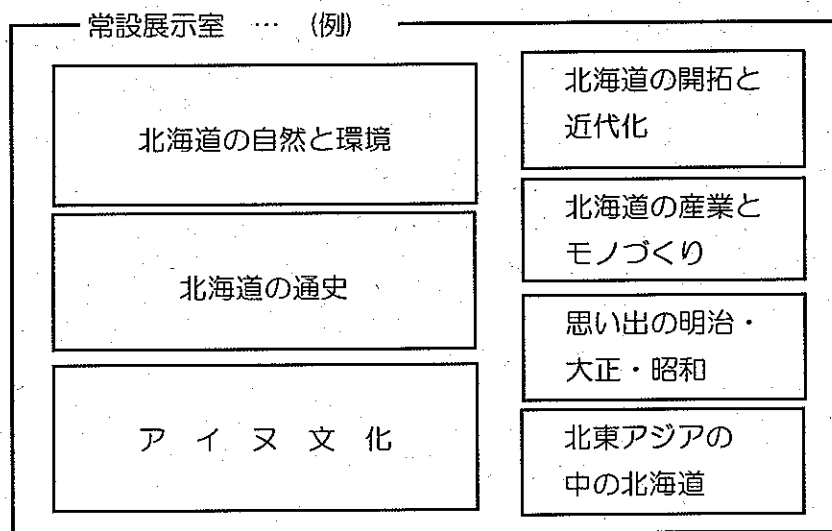 常設展示室 … (例)
北海道の自然と環境
北海道の通史
ア イ ヌ 文 化
北海道の開拓と
近代化
北海道の産業と
モノづくり
思い出の明治・
大正・昭和
北東アジアの
中の北海道